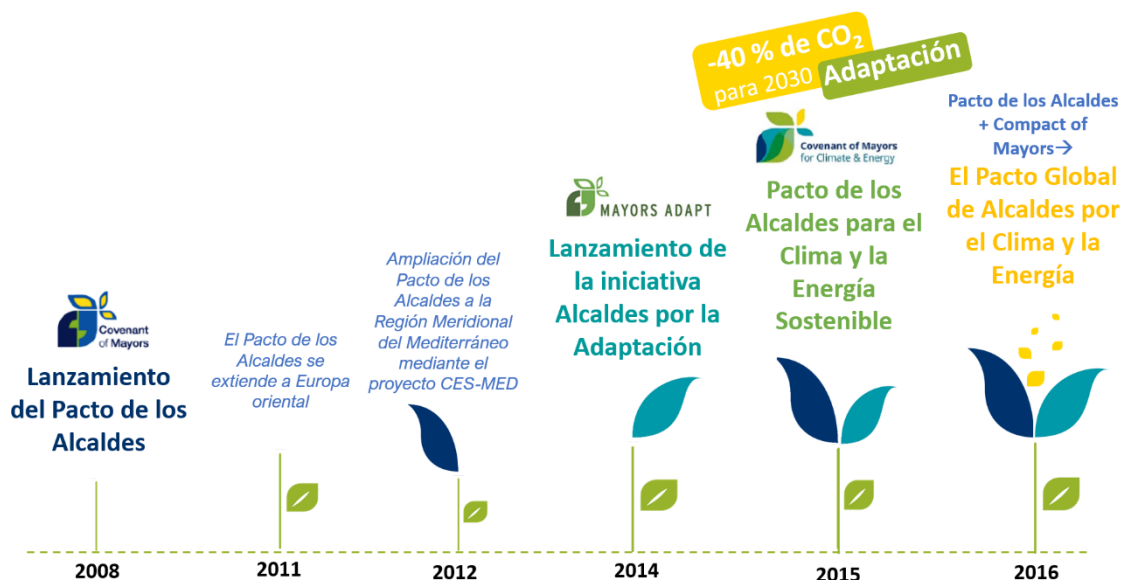 -40 % de CO₂
para 2030
Adaptación
Covenant
of Mayors
Lanzamiento
del Pacto de los
Alcaldes
El Pacto de los
Alcaldes se
extiende a Europa
oriental
Ampliación del
Pacto de los
Alcaldes a la
Región Meridional
del Mediterráneo
mediante el
proyecto CES-MED
MAYORS ADAPT
Lanzamiento de
la iniciativa
Alcaldes por la
Adaptación
Covenant of Mayors
for Climate & Energy
Pacto de los
Alcaldes para el
Clima y la
Energía
Sostenible
Pacto de los Alcaldes
+ Compact of
Mayors→
El Pacto Global
de Alcaldes por
el Clima y la
Energía
2008
2011
2012
2014
2015
2016